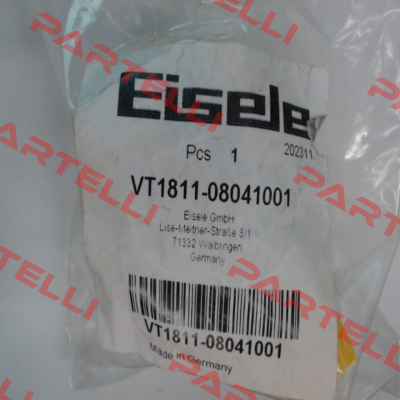 Eisele
Pcs 1 202311
VT1811-08041001
Eisele GmbH
Lise-Meitner-Straße 5/1
71332 Waiblingen
Germany
VT1811-08041001
Made in Germany
PARTELLI
PARTELLI
PARTELLI
PARTELLI
PARTELLI